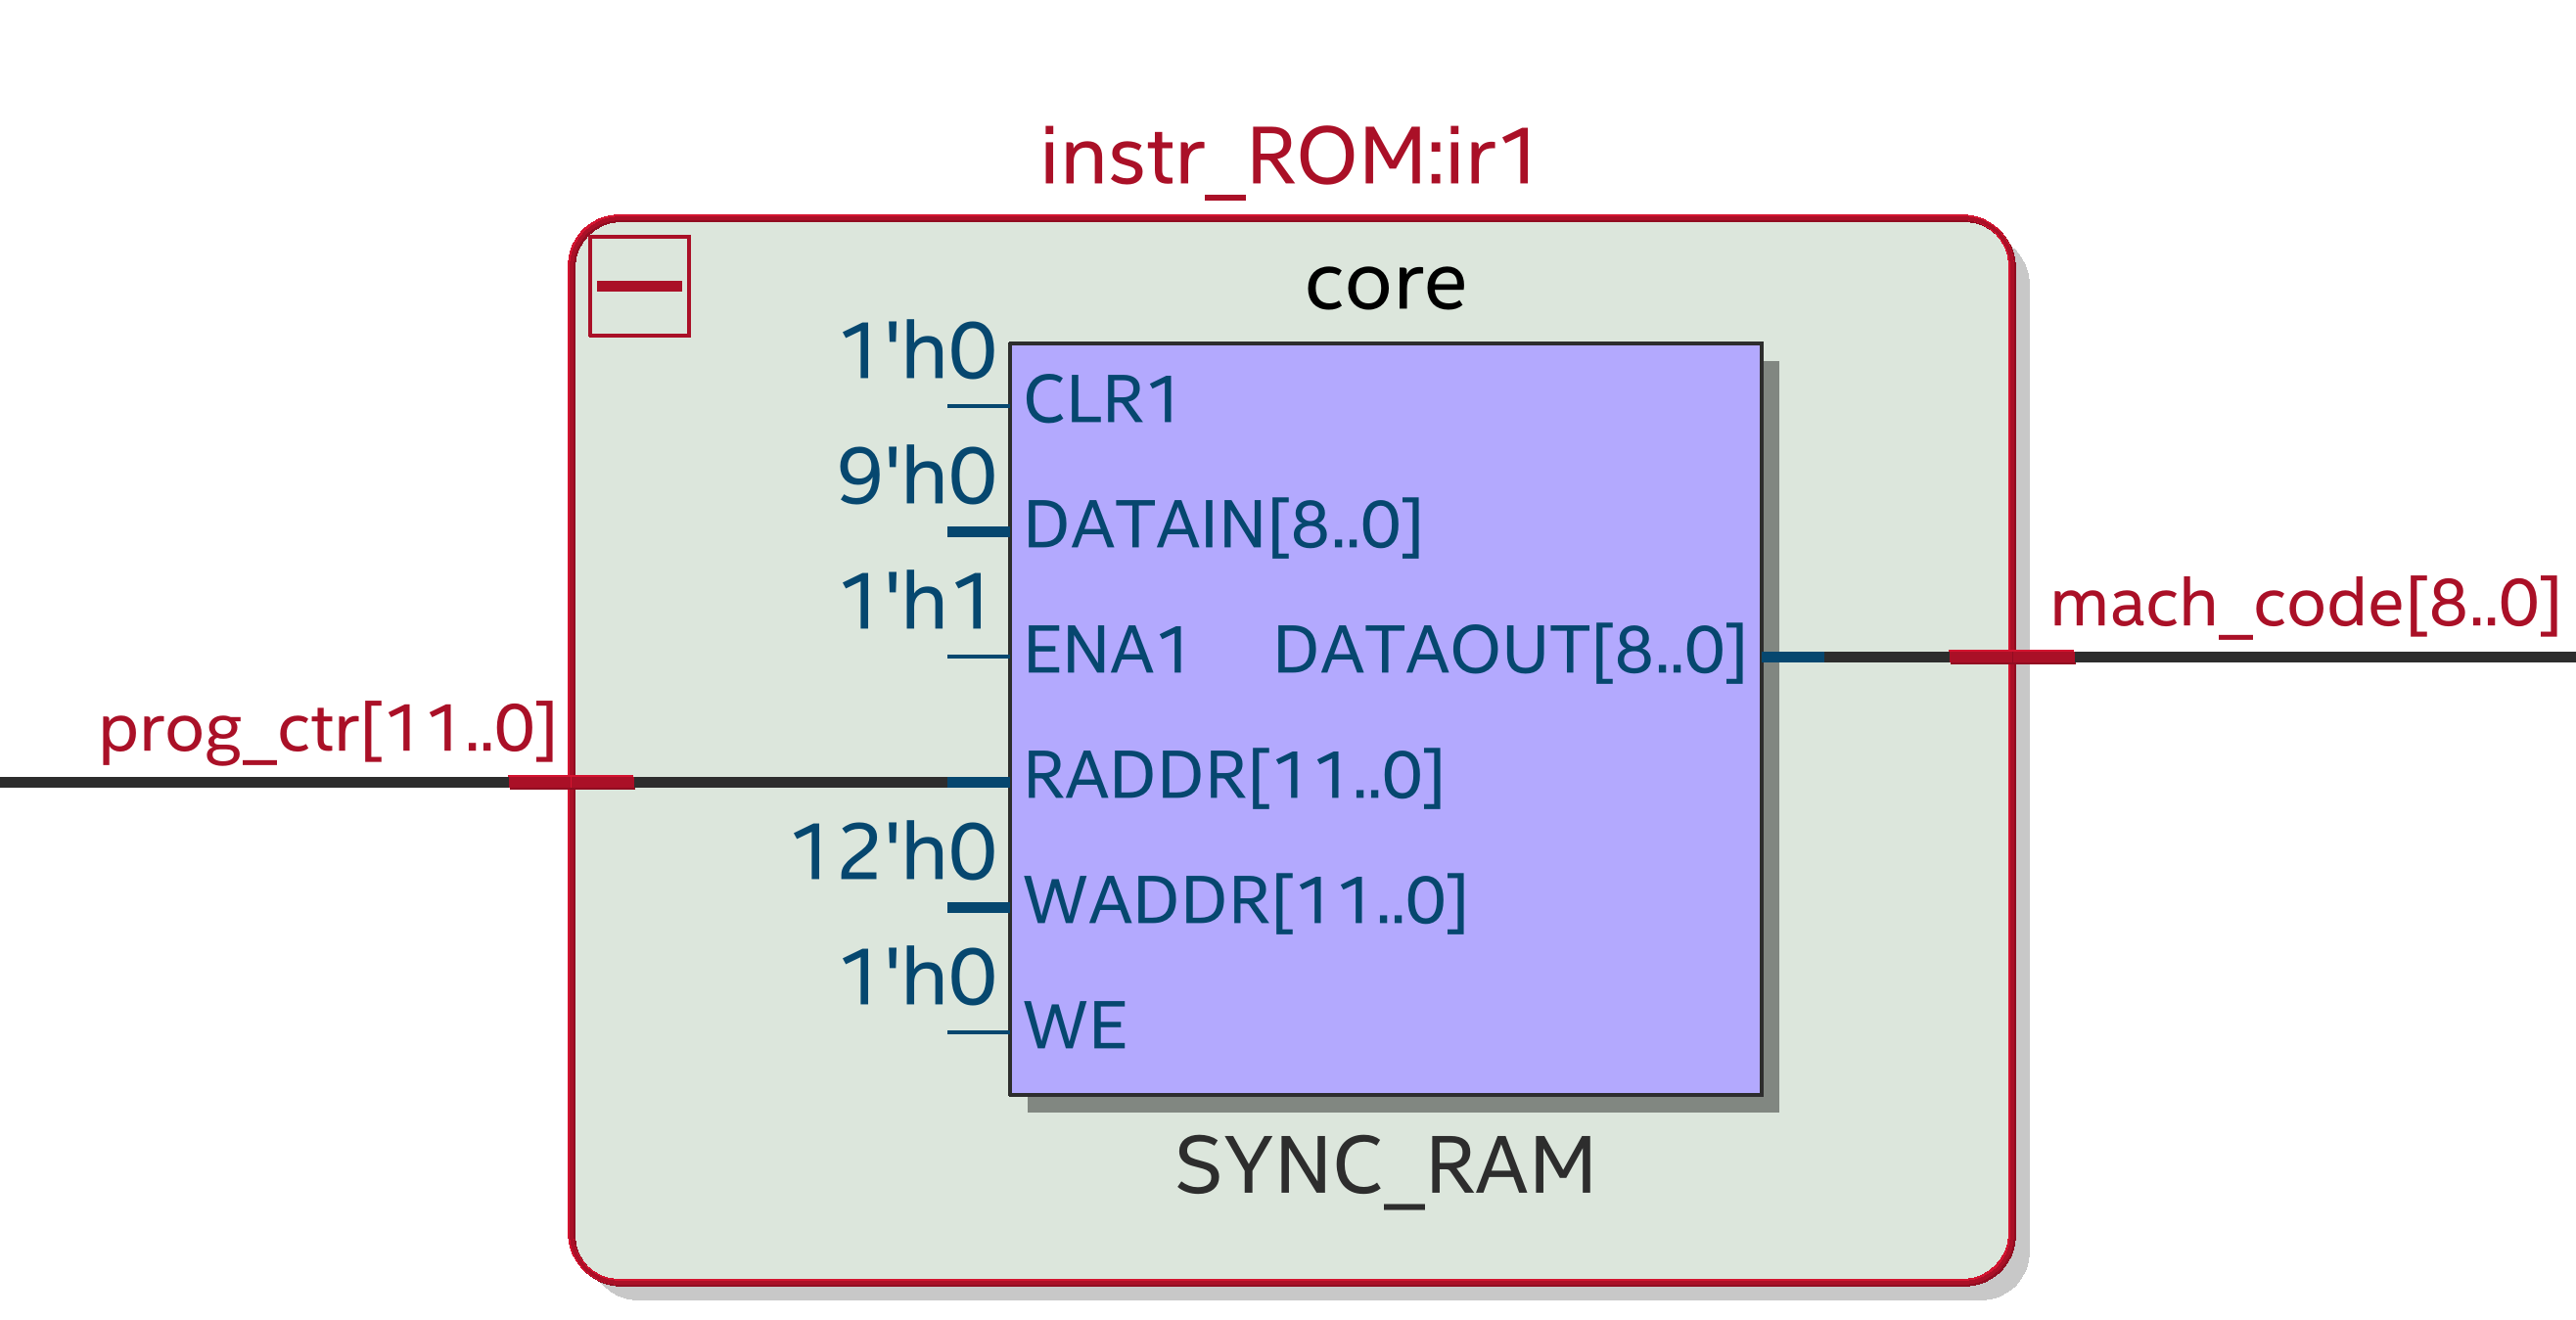 instr_ROM:ir1
core
1'h0
CLR1
9'h0
DATAIN[8..0]
1'h1
ENA1 DATAOUT[8..0]
mach_code[8..0]
prog_ctr[11..0]
RADDR[11..0]
12'h0
WADDR[11..0]
1'h0
WE
SYNC_RAM